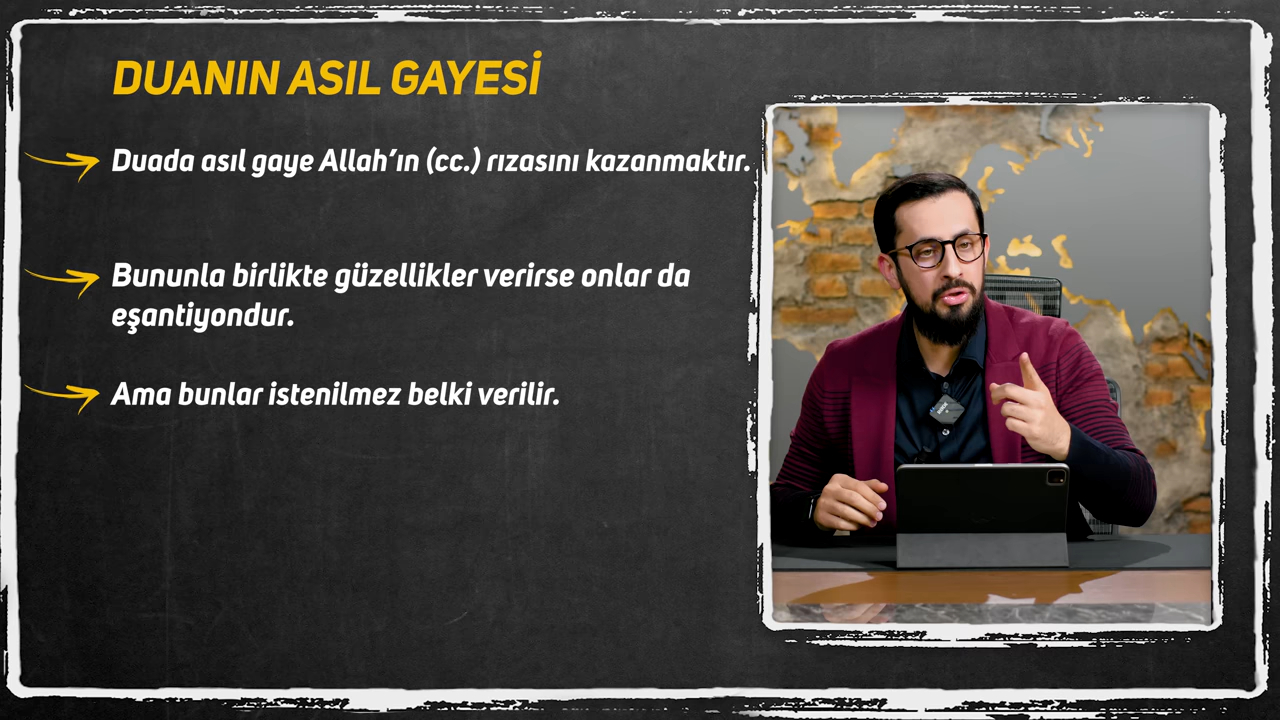 DUANIN ASIL GAYESİ
Duada asıl gaye Allah’ın (cc.) rızasını kazanmaktır.
Bununla birlikte güzellikler verirse onlar da
eşantiyondur.
Ama bunlar istenilmez belki verilir.